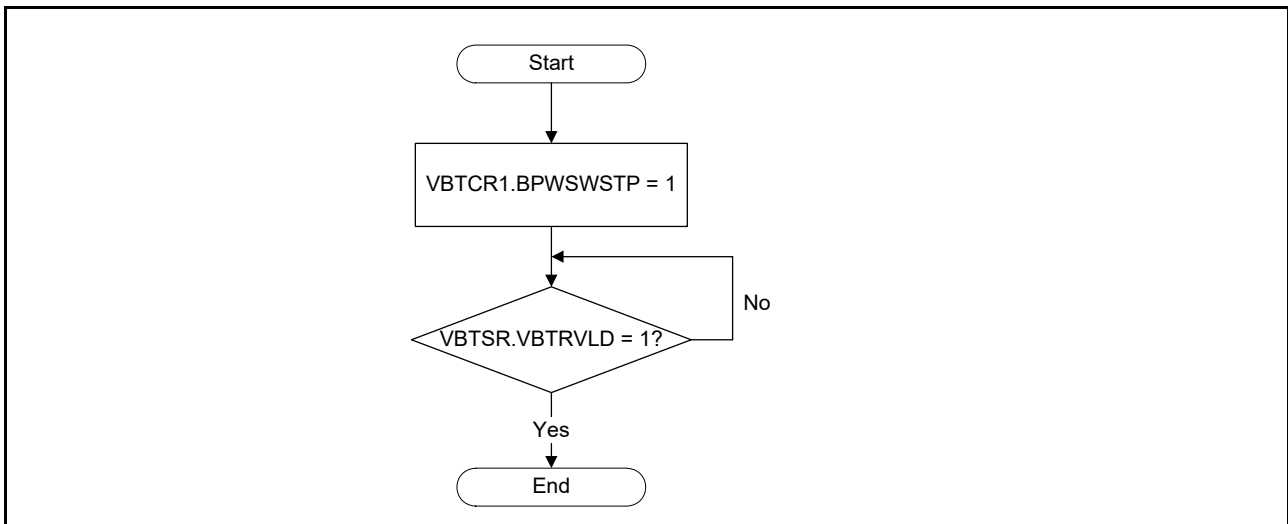 Start
VBTCR1.BPWSWSTP = 1
No
VBTSR.VBTRVLD = 1?
Yes
End